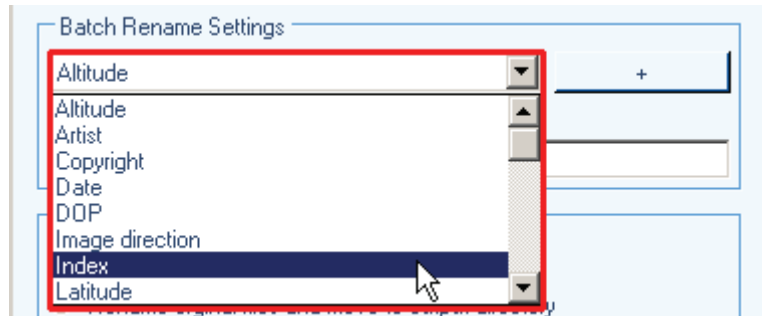 Batch Rename Settings
Altitude
+
Altitude
Artist
Copyright
Date
DOP
Image direction
Index
Latitude